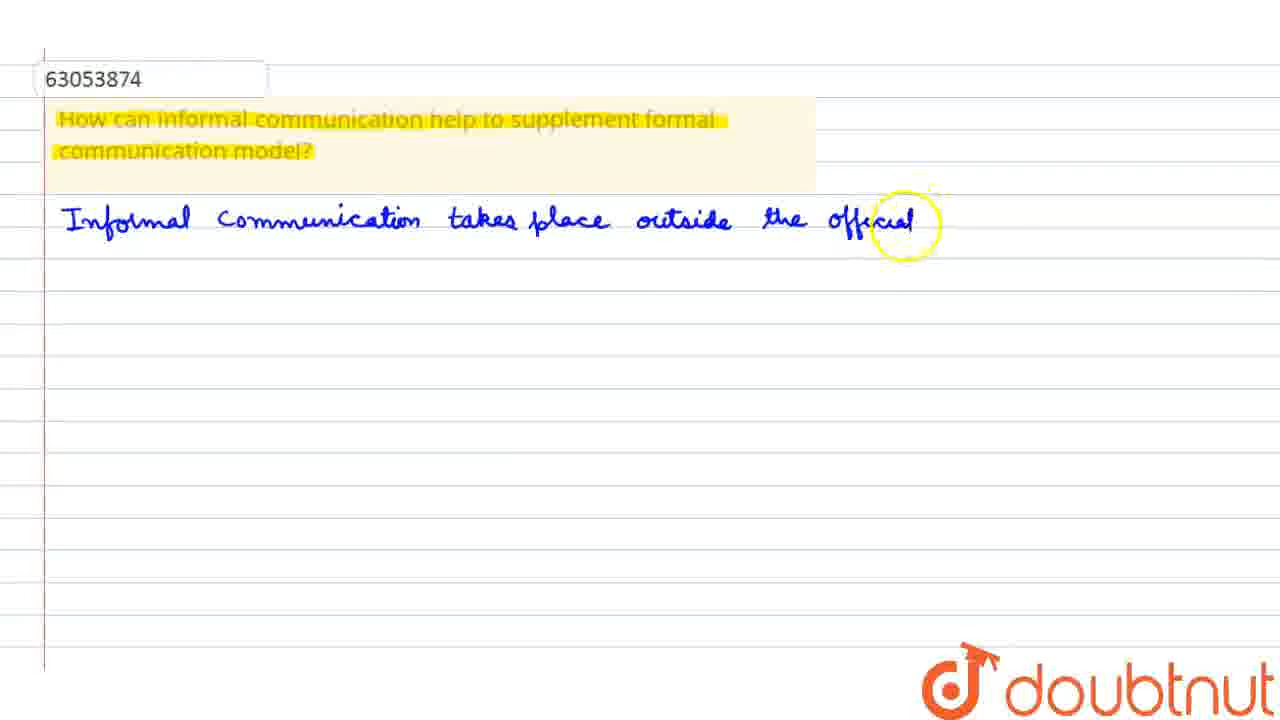 63053874
How can informal communication help to supplement formal
communication model?
Informal communication takes place outside the official
doubtnut